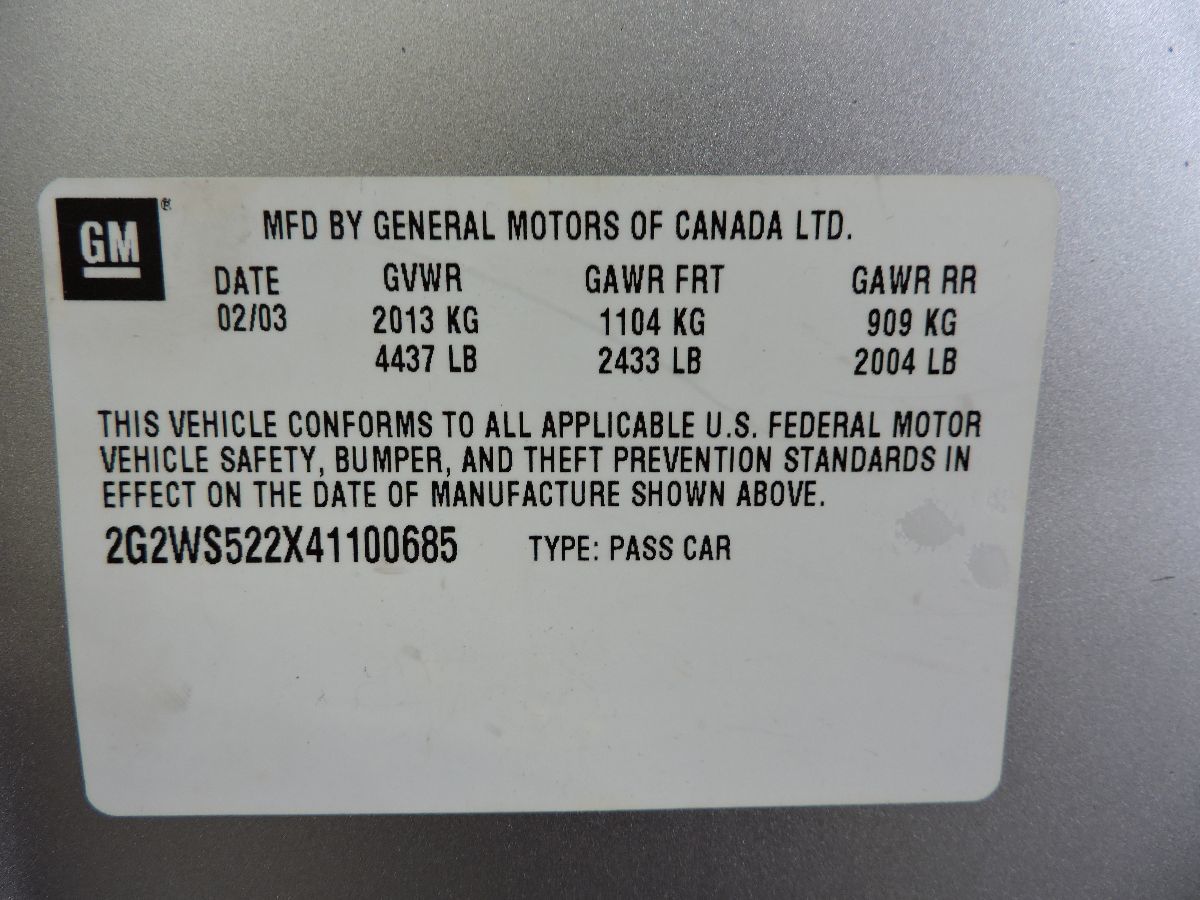 GM®
MFD BY GENERAL MOTORS OF CANADA LTD.
DATE GVWR GAWR FRT GAWR RR
02/03 2013 KG 1104 KG 909 KG
4437 LB 2433 LB 2004 LB
THIS VEHICLE CONFORMS TO ALL APPLICABLE U.S. FEDERAL MOTOR
VEHICLE SAFETY, BUMPER, AND THEFT PREVENTION STANDARDS IN
EFFECT ON THE DATE OF MANUFACTURE SHOWN ABOVE.
2G2WS522X41100685 TYPE: PASS CAR